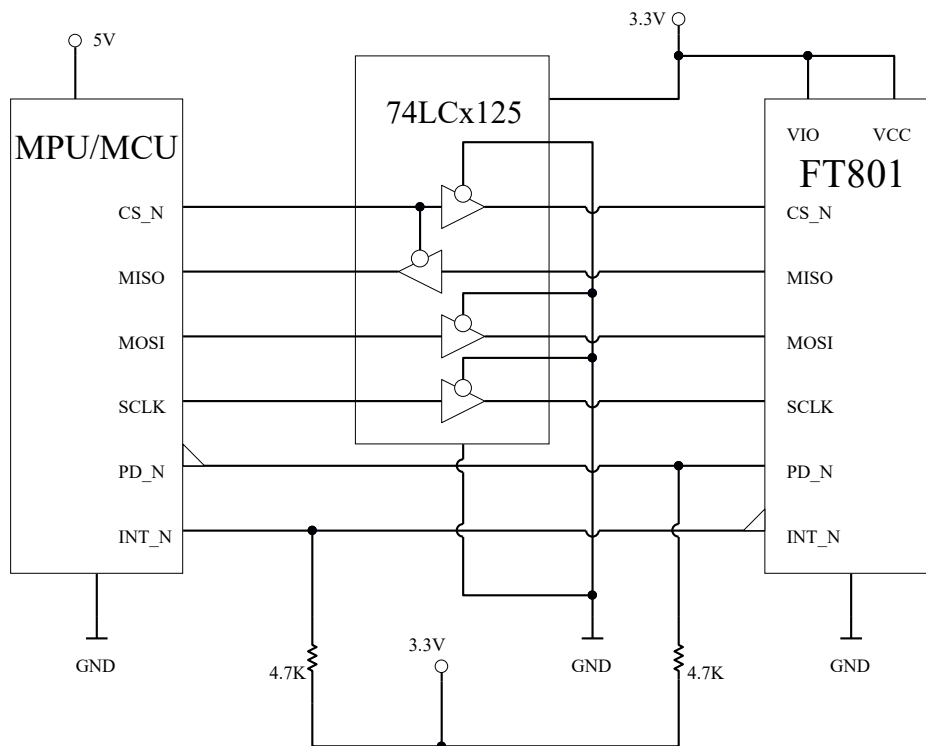 3.3V
5V
74LCx125
MPU/MCU
VIO VCC
FT801
CS_N
CS_N
MISO
MISO
MOSI
MOSI
SCLK
SCLK
PD_N
PD_N
INT_N
INT_N
3.3V
GND
GND
GND
4.7K
4.7K